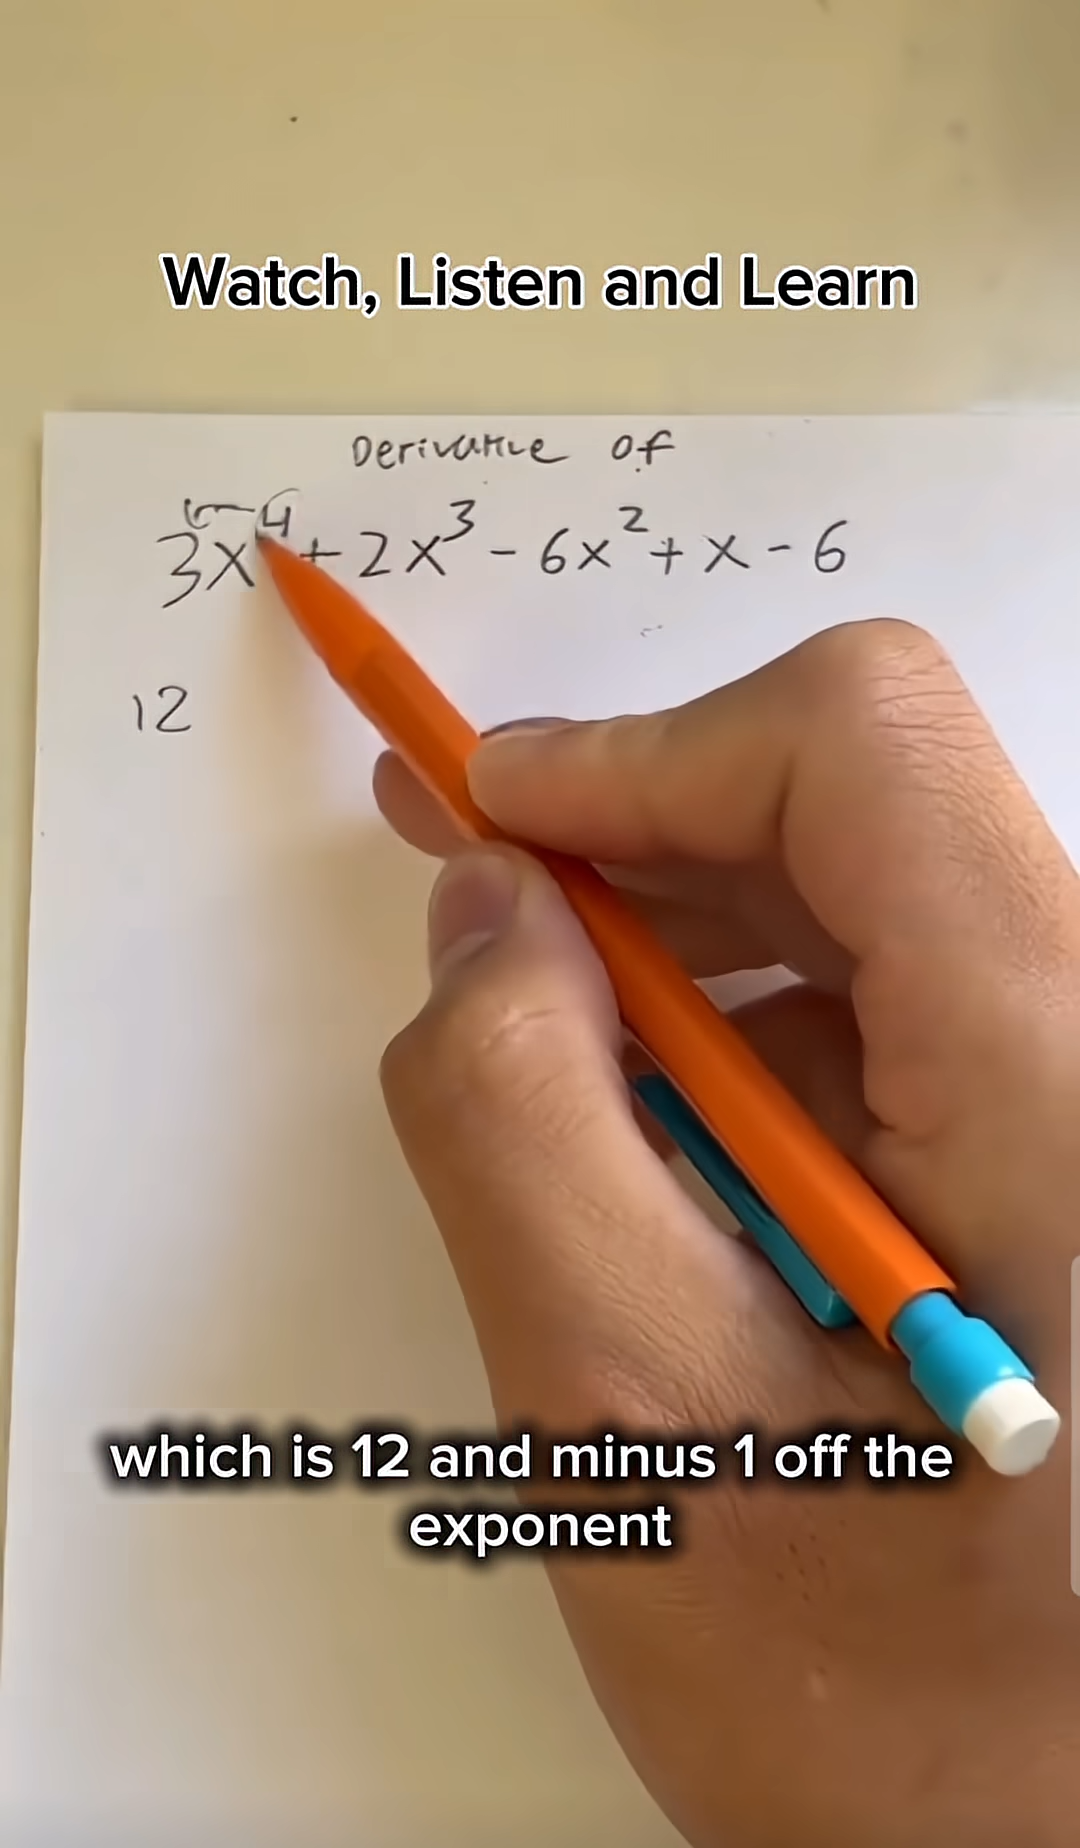 Watch, Listen and Learn
Derivative of
3x⁴ + 2x³ - 6x² + x - 6
12
which is 12 and minus 1 off the
exponent